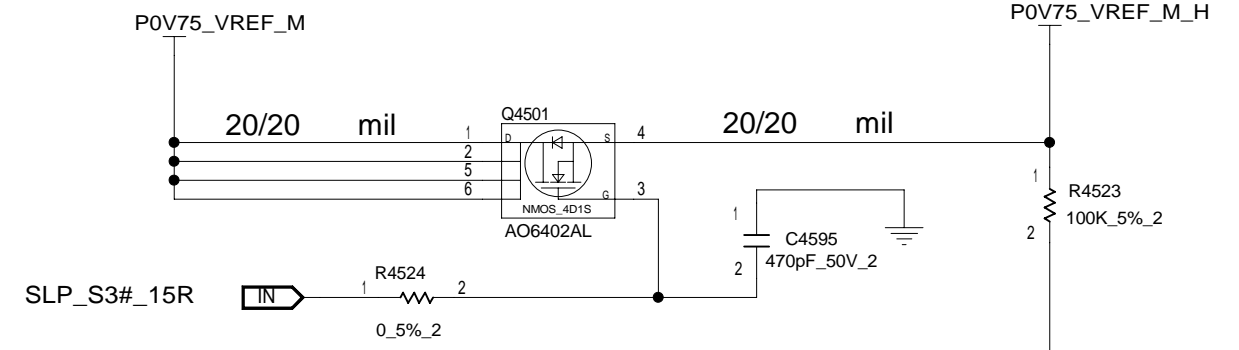 P0V75_VREF_M
P0V75_VREF_M_H
20/20 mil
Q4501
20/20 mil
1
D
S
4
2
5
6
G
3
NMOS_4D1S
AO6402AL
1
R4523
100K_5%_2
2
1
C4595
470pF_50V_2
2
R4524
SLP_S3#_15R
IN
1
2
0_5%_2